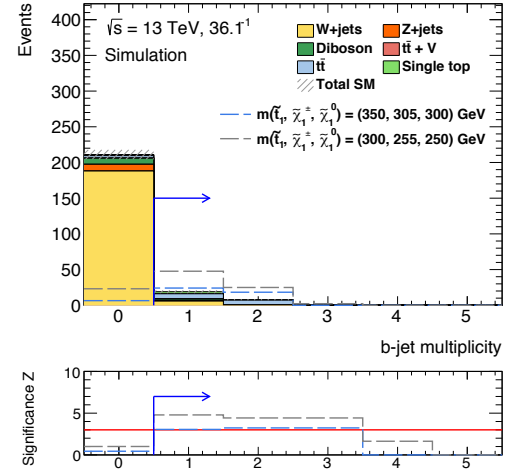 Events
√s = 13 TeV, 36.1⁻¹
Simulation
W+jets Z+jets
Diboson tt̄ + V
tt̄ Single top
Total SM
m(t̃₁, χ̃₁±, χ̃₁⁰) = (350, 305, 300) GeV
m(t̃₁, χ̃₁±, χ̃₁⁰) = (300, 255, 250) GeV
400
350
300
250
200
150
100
50
0
0 1 2 3 4 5
b-jet multiplicity
Significance Z
10
5
0
0 1 2 3 4 5